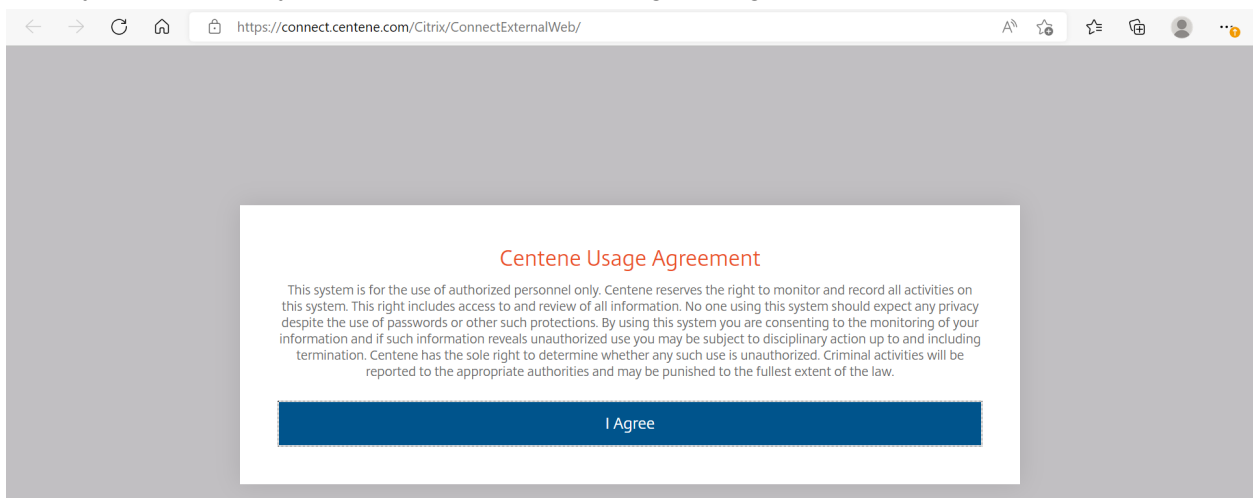 https://connect.centene.com/Citrix/ConnectExternalWeb/
Centene Usage Agreement
This system is for the use of authorized personnel only. Centene reserves the right to monitor and record all activities on
this system. This right includes access to and review of all information. No one using this system should expect any privacy
despite the use of passwords or other such protections. By using this system you are consenting to the monitoring of your
information and if such information reveals unauthorized use you may be subject to disciplinary action up to and including
termination. Centene has the sole right to determine whether any such use is unauthorized. Criminal activities will be
reported to the appropriate authorities and may be punished to the fullest extent of the law.
I Agree